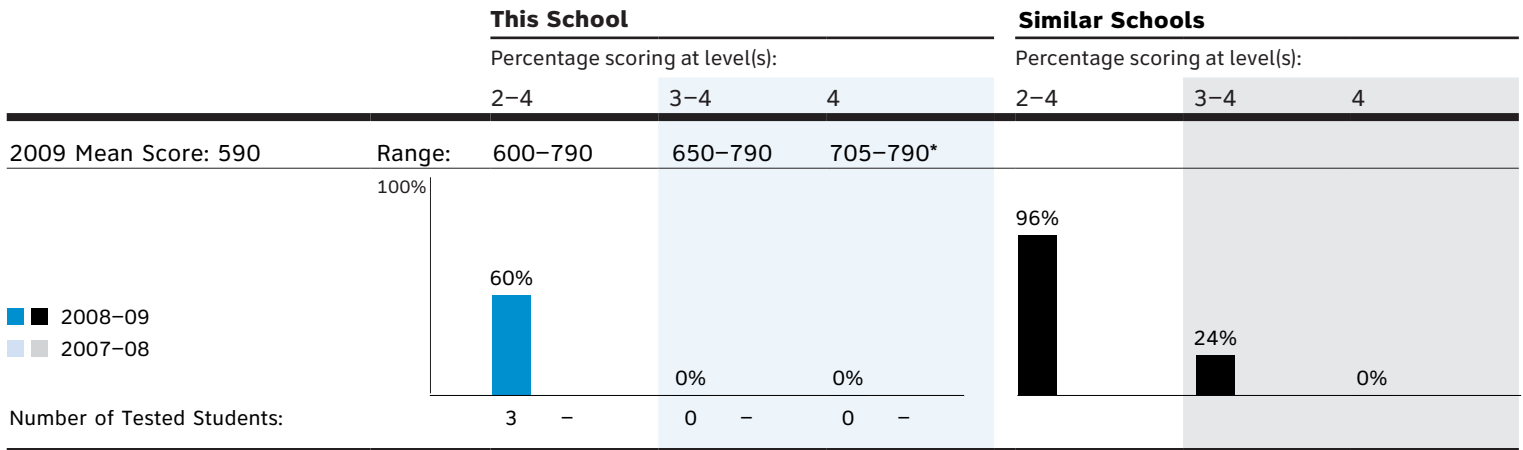 This School Similar Schools
Percentage scoring at level(s): Percentage scoring at level(s):
2–4 3–4 4 2–4 3–4 4
2009 Mean Score: 590 Range: 600–790 650–790 705–790*
100%
96%
60%
2008–09
24%
2007–08
0% 0% 0%
Number of Tested Students: 3 – 0 – 0 –